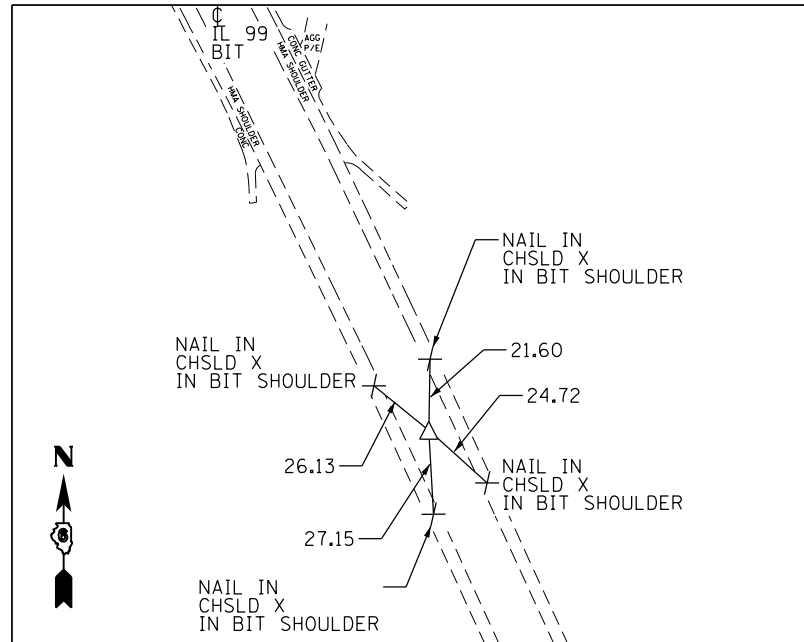 ℄
IL 99
BIT
AGG
P/E
CONC GUTTER
HMA SHOULDER
HMA SHOULDER
CONC
NAIL IN
CHSLD X
IN BIT SHOULDER
21.60
NAIL IN
CHSLD X
IN BIT SHOULDER
24.72
26.13
N
6
NAIL IN
CHSLD X
IN BIT SHOULDER
27.15
NAIL IN
CHSLD X
IN BIT SHOULDER